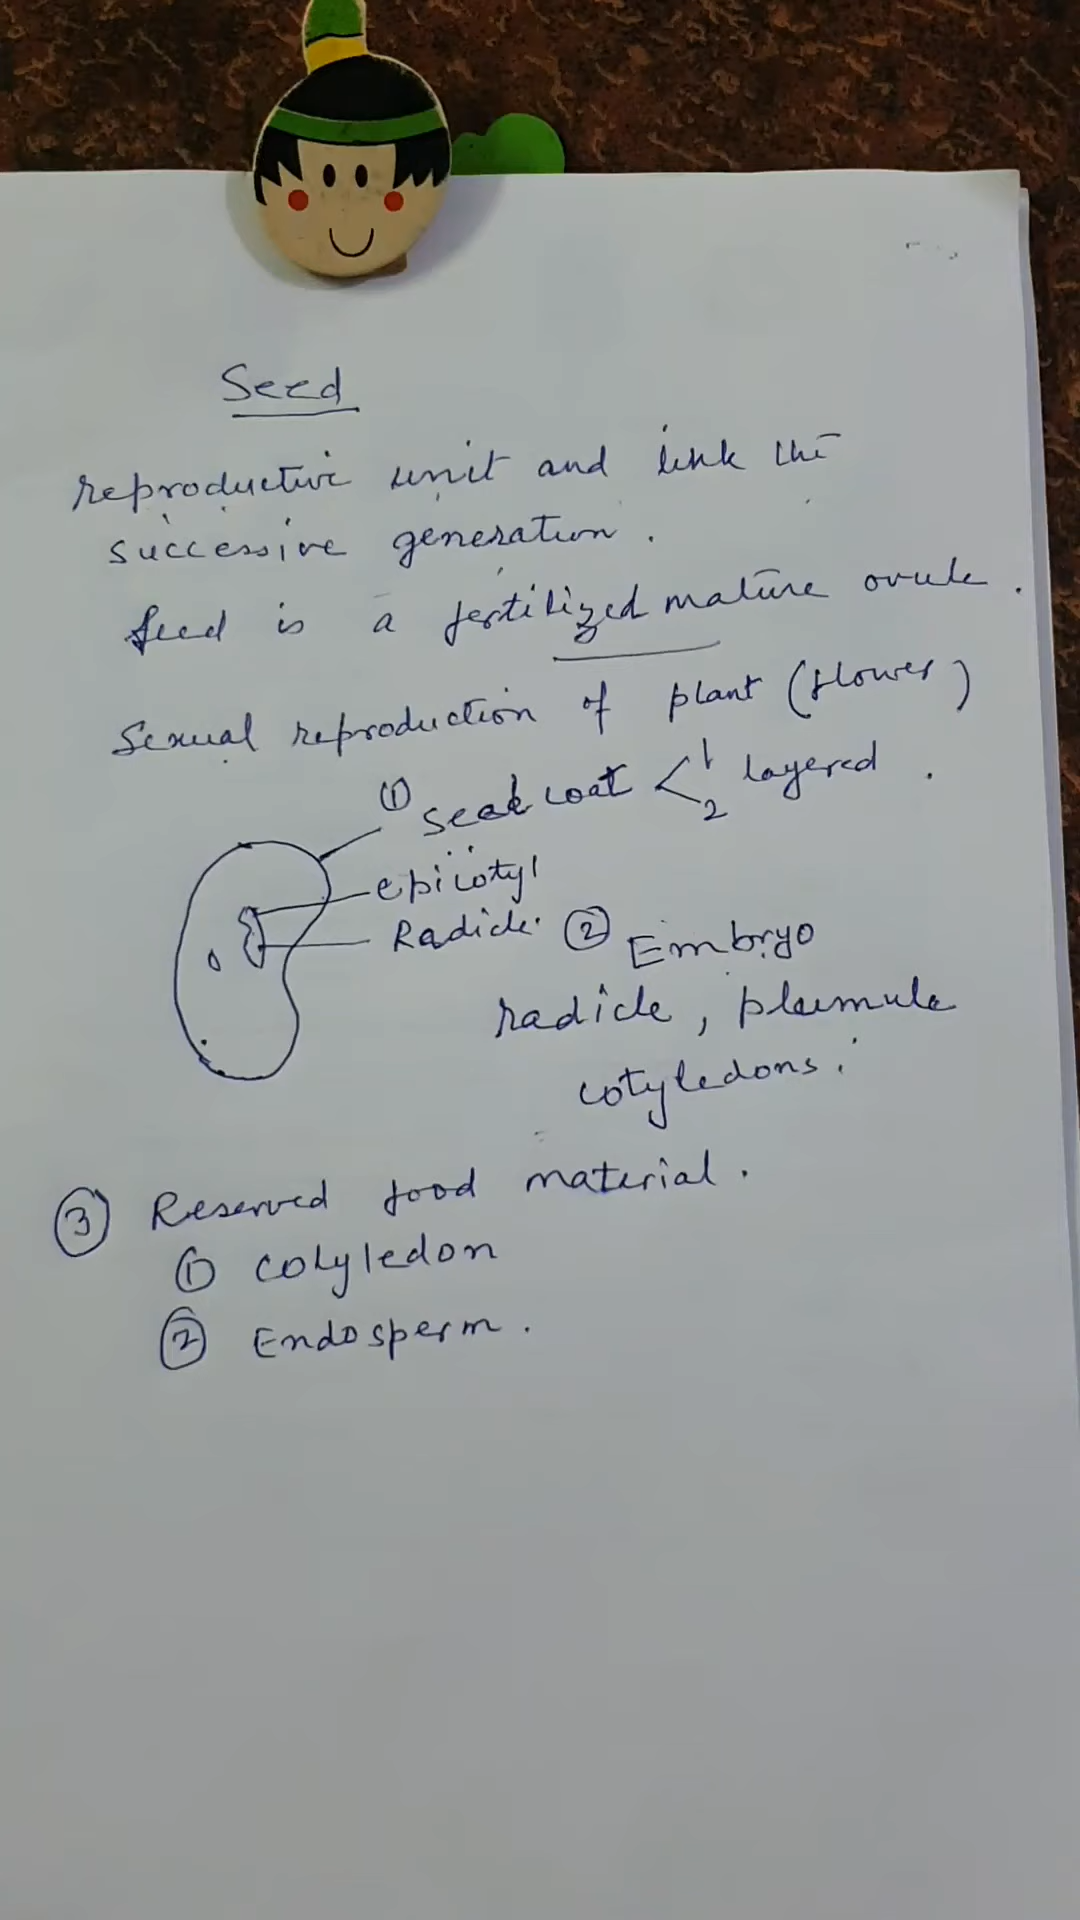 Seed
reproductive unit and link the
successive generation.
Seed is a fertilized mature ovule.
Sexual reproduction of plant (flower)
① Seed coat < 1 2 layered.
epicotyl
Radicle. ② Embryo
radicle, plumule
cotyledons.
③ Reserved food material.
① cotyledon
② Endosperm.